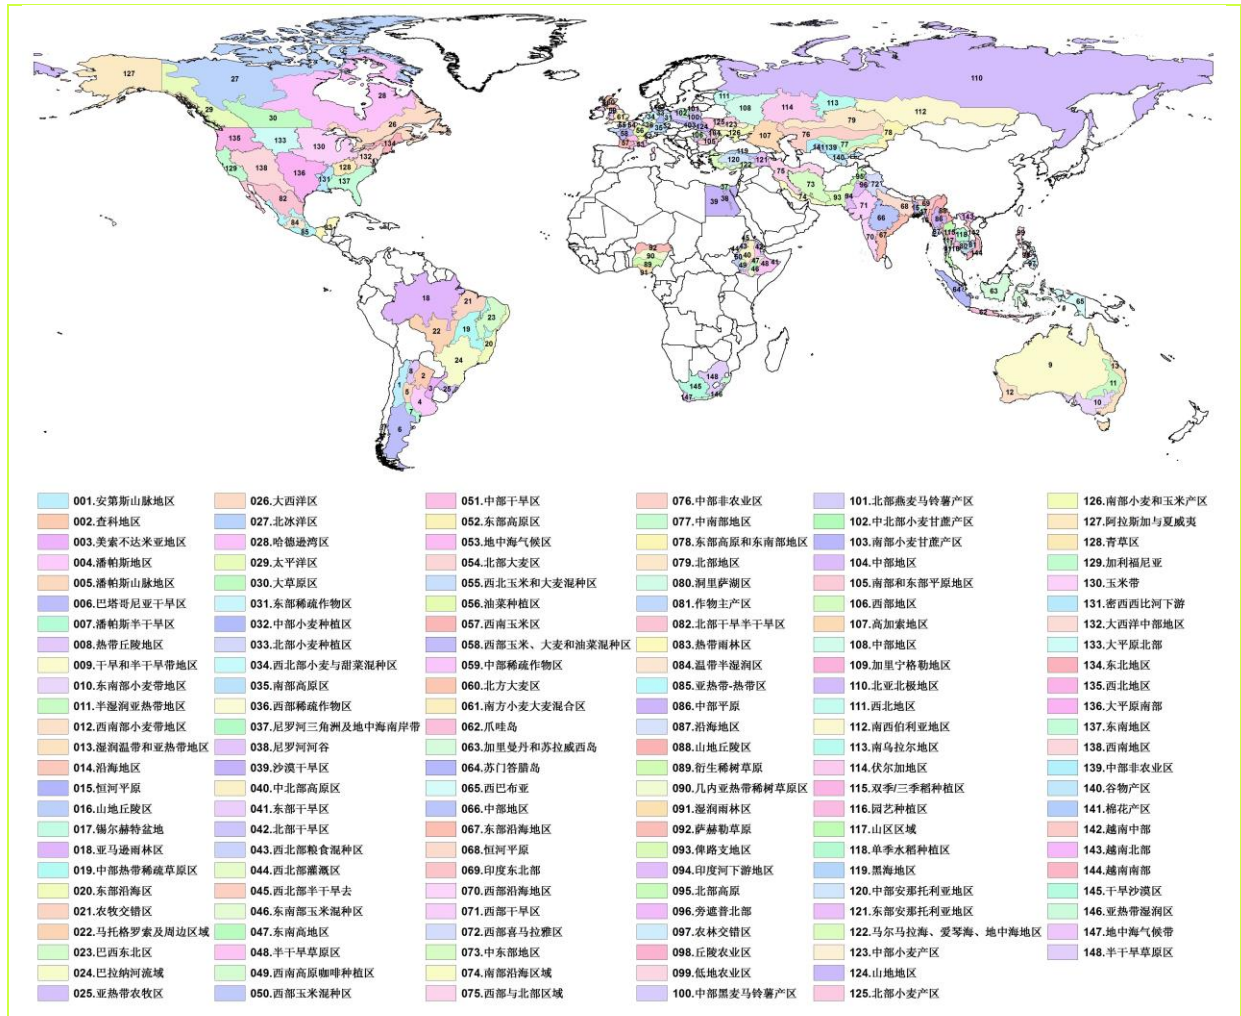 001.安第斯山脉地区
002.查科地区
003.美索不达米亚地区
004.潘帕斯地区
005.潘帕斯山脉地区
006.巴塔哥尼亚干旱区
007.潘帕斯半干旱区
008.热带丘陵地区
009.干旱和半干旱带地区
010.东南部小麦带地区
011.半湿润亚热带地区
012.西南部小麦带地区
013.湿润温带和亚热带地区
014.沿海地区
015.恒河平原
016.山地丘陵区
017.锡尔赫特盆地
018.亚马逊雨林区
019.中部热带稀疏草原区
020.东部沿海区
021.农牧交错区
022.马托格罗索及周边区域
023.巴西东北区
024.巴拉纳河流域
025.亚热带农牧区
026.大西洋区
027.北冰洋区
028.哈德逊湾区
029.太平洋区
030.大草原区
031.东部稀疏作物区
032.中部小麦种植区
033.北部小麦种植区
034.西北部小麦与甜菜混种区
035.南部高原区
036.西部稀疏作物区
037.尼罗河三角洲及地中海南岸带
038.尼罗河河谷
039.沙漠干旱区
040.中北部高原区
041.东部干旱区
042.北部干旱区
043.西北部粮食混种区
044.西北部灌溉区
045.西北部半干旱去
046.东南部玉米混种区
047.东南高地区
048.半干旱草原区
049.西南高原咖啡种植区
050.西部玉米混种区
051.中部干旱区
052.东部高原区
053.地中海气候区
054.北部大麦区
055.西北玉米和大麦混种区
056.油菜种植区
057.西南玉米区
058.西部玉米、大麦和油菜混种区
059.中部稀疏作物区
060.北方大麦区
061.南方小麦大麦混合区
062.爪哇岛
063.加里曼丹和苏拉威西岛
064.苏门答腊岛
065.西巴布亚
066.中部地区
067.东部沿海地区
068.恒河平原
069.印度东北部
070.西部沿海地区
071.西部干旱区
072.西部喜马拉雅区
073.中东部地区
074.南部沿海区域
075.西部与北部区域
076.中部非农业区
077.中南部地区
078.东部高原和东南部地区
079.北部地区
080.洞里萨湖区
081.作物主产区
082.北部干旱半干旱区
083.热带雨林区
084.温带半湿润区
085.亚热带-热带区
086.中部平原
087.沿海地区
088.山地丘陵区
089.衍生稀树草原
090.几内亚热带稀树草原区
091.湿润雨林区
092.萨赫勒草原
093.俾路支地区
094.印度河下游地区
095.北部高原
096.旁遮普北部
097.农林交错区
098.丘陵农业区
099.低地农业区
100.中部黑麦马铃薯产区
101.北部燕麦马铃薯产区
102.中北部小麦甘蔗产区
103.南部小麦甘蔗产区
104.中部地区
105.南部和东部平原地区
106.西部地区
107.高加索地区
108.中部地区
109.加里宁格勒地区
110.北亚北极地区
111.西北地区
112.南西伯利亚地区
113.南乌拉尔地区
114.伏尔加地区
115.双季/三季稻种植区
116.园艺种植区
117.山区区域
118.单季水稻种植区
119.黑海地区
120.中部安那托利亚地区
121.东部安那托利亚地区
122.马尔马拉海、爱琴海、地中海地区
123.中部小麦产区
124.山地地区
125.北部小麦产区
126.南部小麦和玉米产区
127.阿拉斯加与夏威夷
128.青草区
129.加利福尼亚
130.玉米带
131.密西西比河下游
132.大西洋中部地区
133.大平原北部
134.东北地区
135.西北地区
136.大平原南部
137.东南地区
138.西南地区
139.中部非农业区
140.谷物产区
141.棉花产区
142.越南中部
143.越南北部
144.越南南部
145.干旱沙漠区
146.亚热带湿润区
147.地中海气候带
148.半干旱草原区